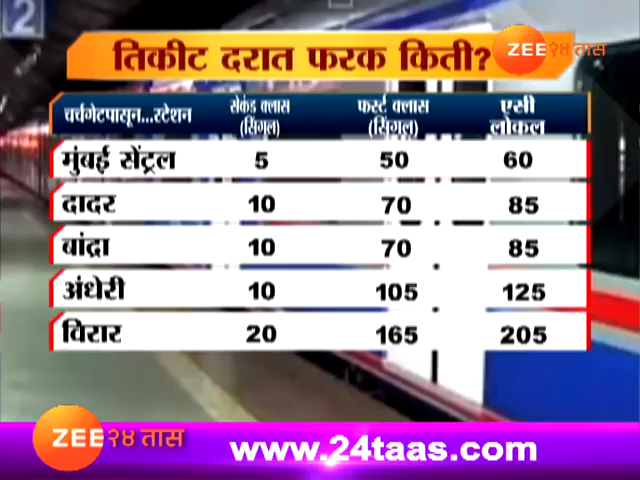 2
तिकीट दरात फरक किती?
ZEE २४ तास
चर्चगेटपासून...स्टेशन सेकंड क्लास (सिंगल) फर्स्ट क्लास (सिंगल) एसी लोकल
मुंबई सेंट्रल 5 50 60
दादर 10 70 85
बांद्रा 10 70 85
अंधेरी 10 105 125
विरार 20 165 205
ZEE २४ तास
www.24taas.com